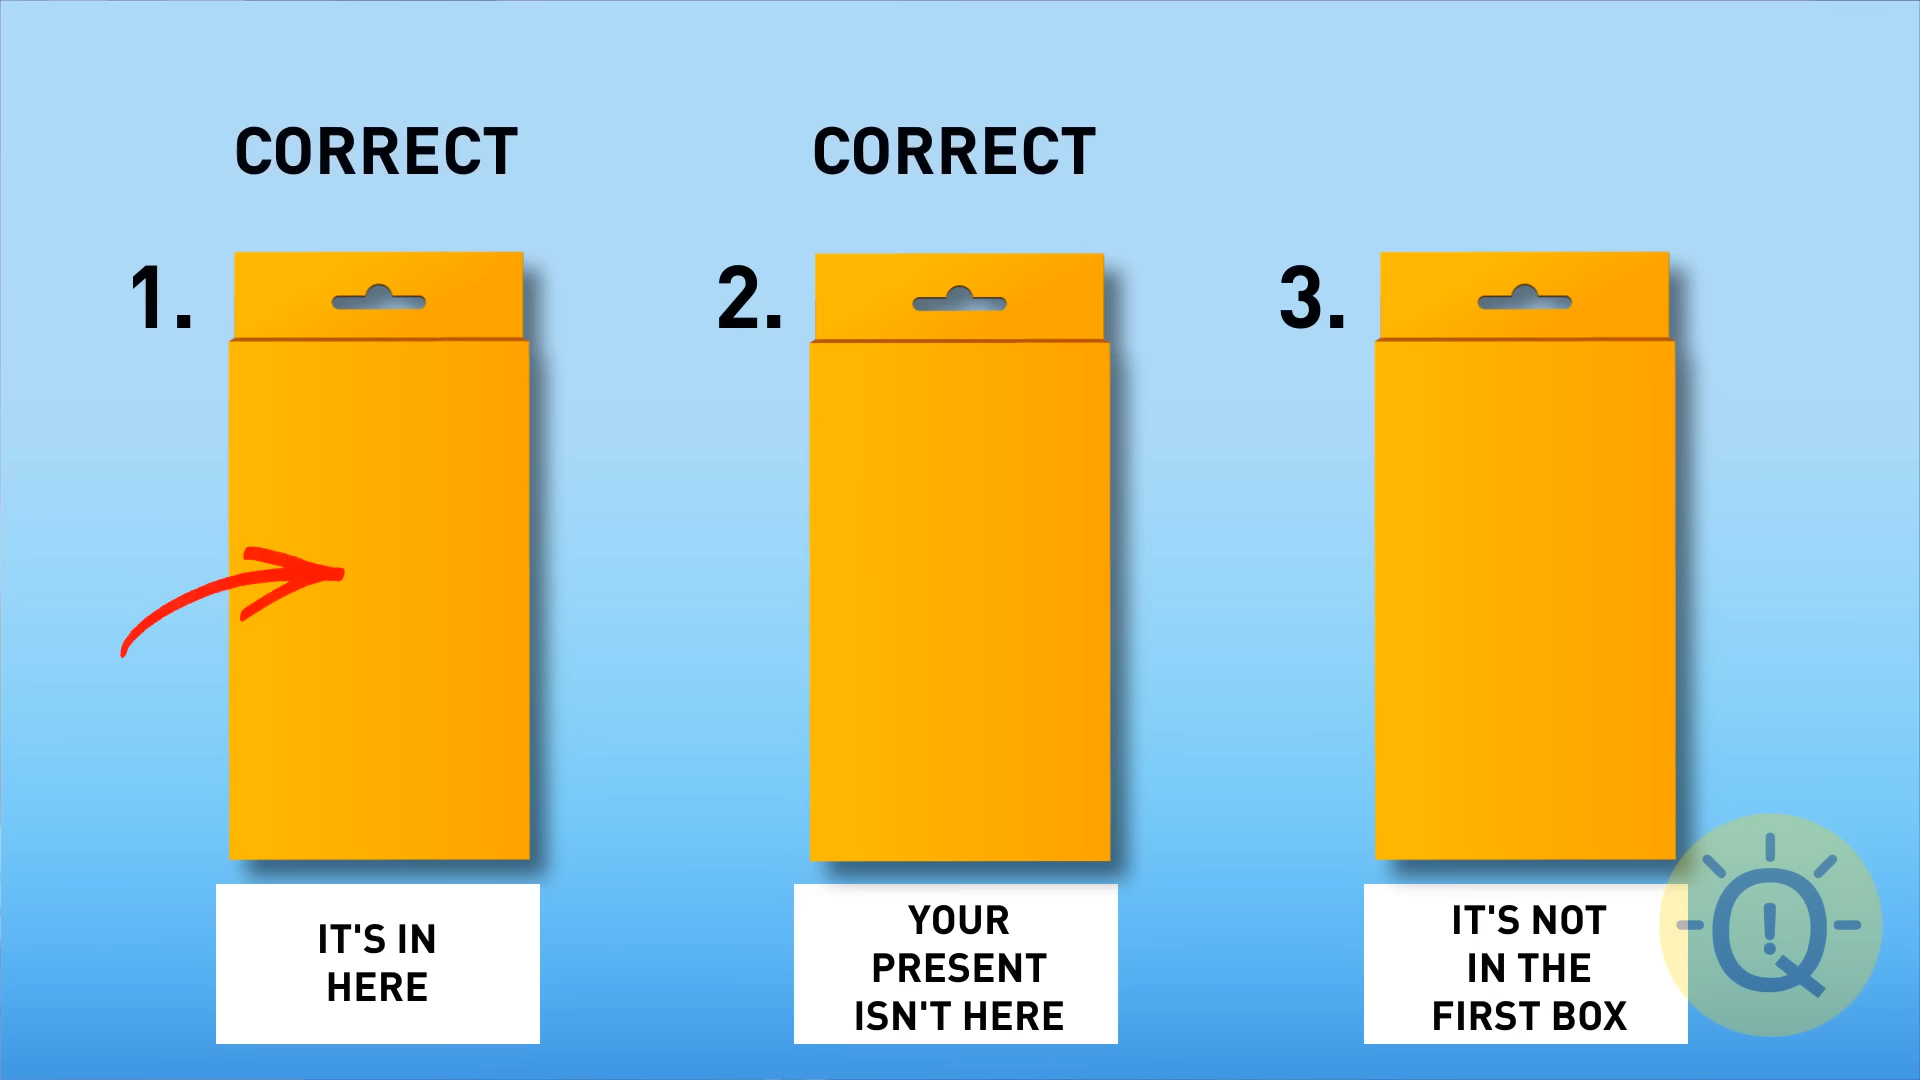 CORRECT
CORRECT
1.
2.
3.
IT'S IN
HERE
YOUR
PRESENT
ISN'T HERE
IT'S NOT
IN THE
FIRST BOX
Q!